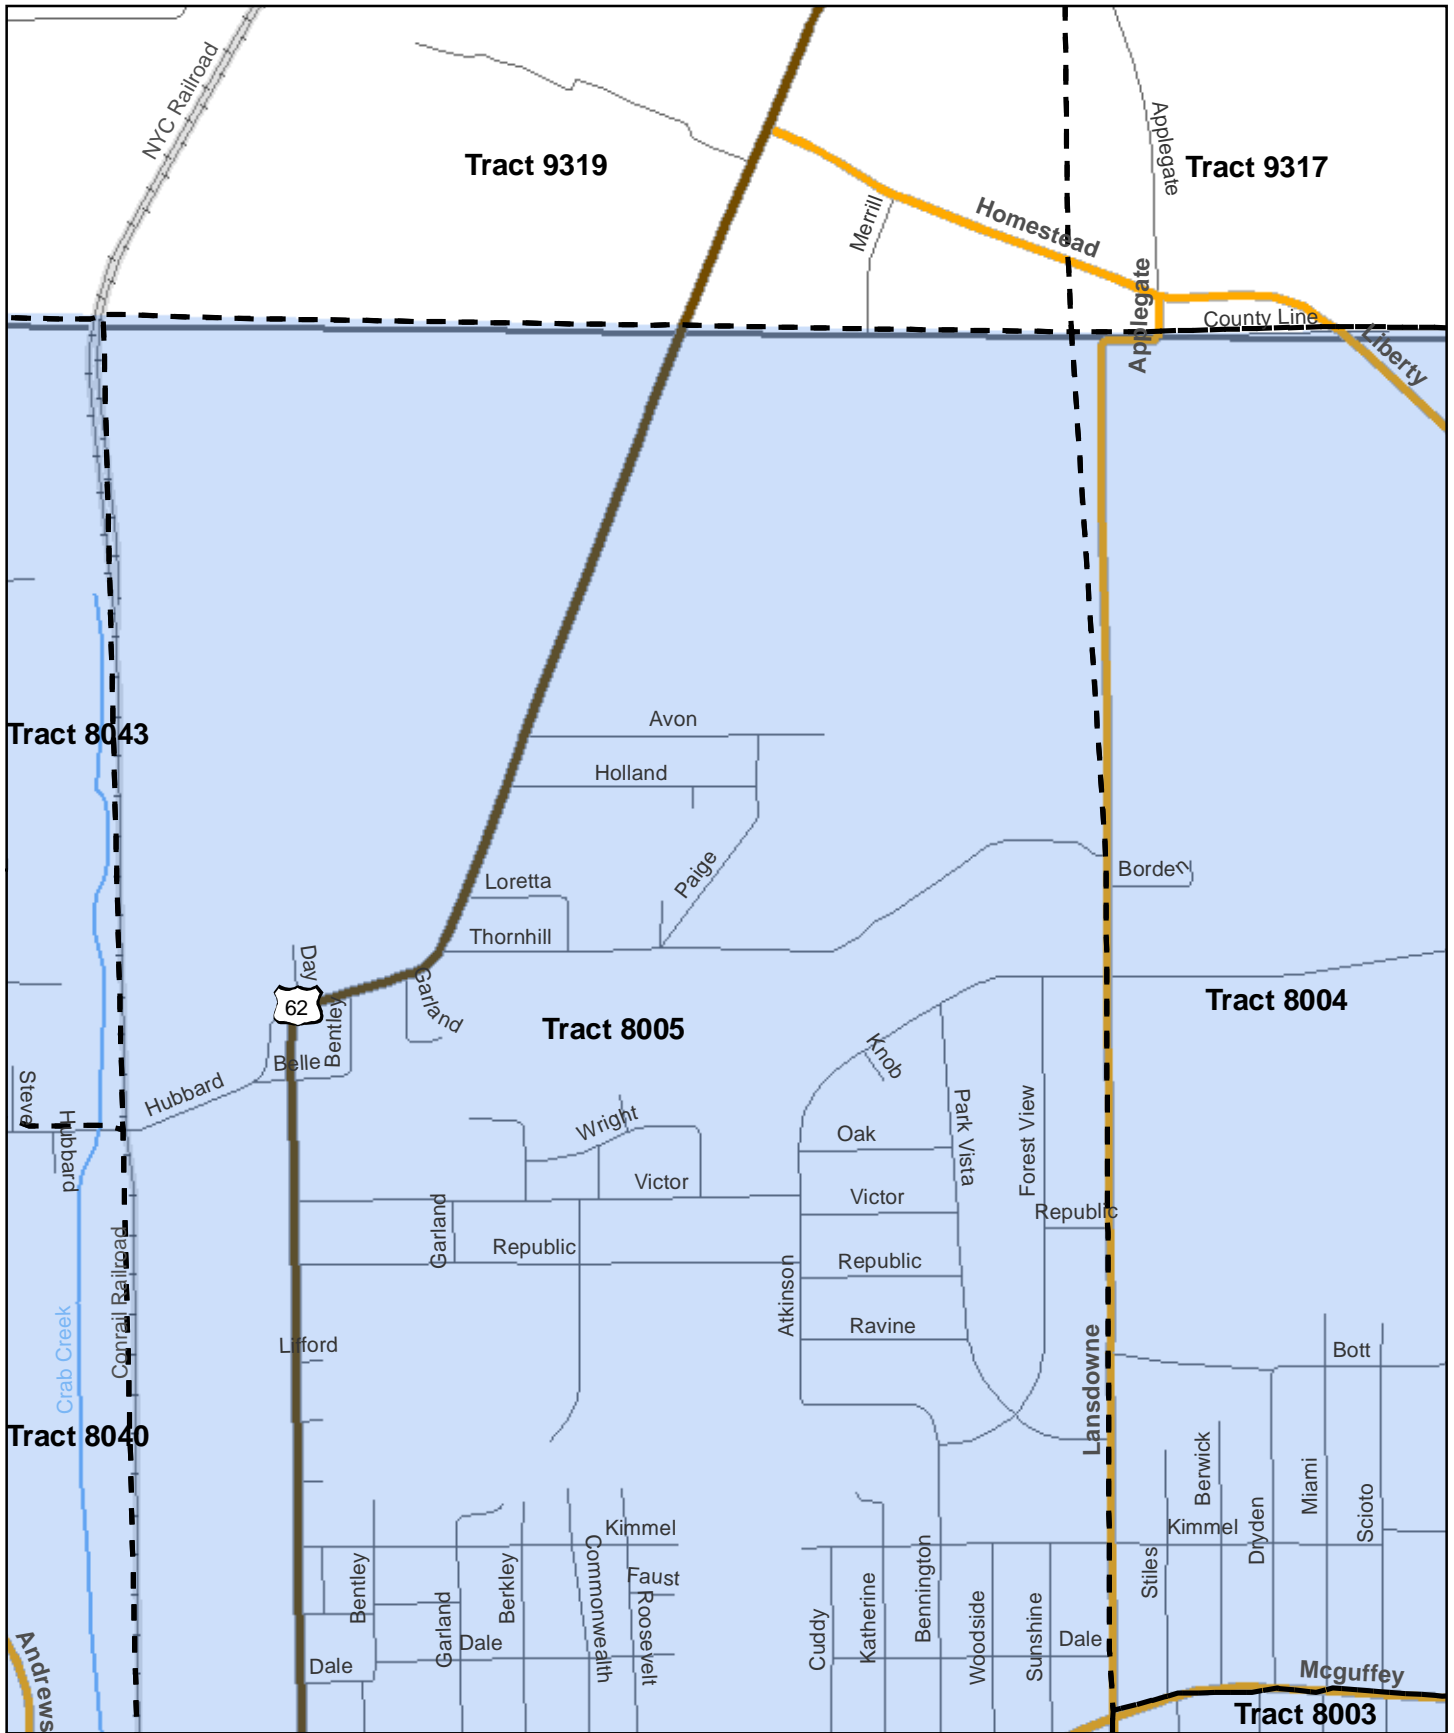 NYC Railroad
Tract 9319
Applegate
Tract 9317
Merrill
Homestead
Applegate
County Line
Liberty
Tract 8043
Avon
Holland
Paige
Loretta
Borden
Thornhill
Day
62
Bentley
Garland
Tract 8005
Tract 8004
Belle
Hubbard
Knob
Steve
Hubbard
Wright
Oak
Park Vista
Forest View
Victor
Victor
Republic
Garland
Republic
Republic
Atkinson
Conrail Railroad
Crab Creek
Lifford
Ravine
Lansdowne
Bott
Tract 8040
Berwick
Miami
Scioto
Dryden
Kimmel
Kimmel
Stiles
Bentley
Berkley
Commonwealth
Faust
Roosevelt
Garland
Dale
Dale
Cuddy
Katherine
Bennington
Woodside
Sunshine
Dale
Andrews
Mcguffey
Tract 8003